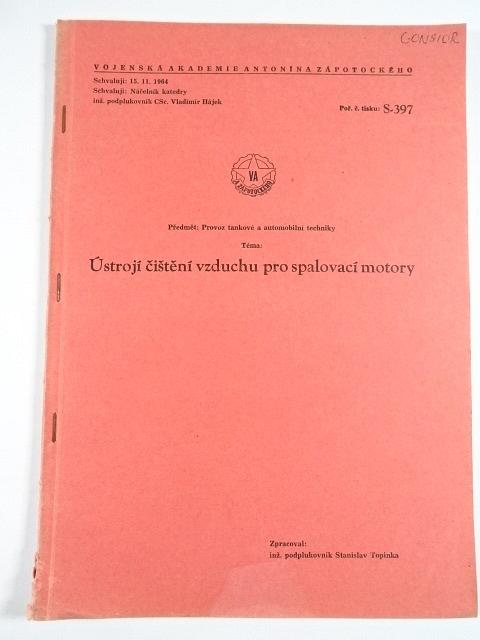 GONSIOR
VOJENSKÁ AKADEMIE ANTONÍNA ZÁPOTOCKÉHO
Schvaluji: 15. 11. 1964
Schvaluji: Náčelník katedry
inž. podplukovník CSc. Vladimír Hájek
Poř. č. tisku: S-397
VA
A. ZÁPOTOCKÉHO
Předmět: Provoz tankové a automobilní techniky
Téma:
Ústrojí čištění vzduchu pro spalovací motory
Zpracoval:
inž. podplukovník Stanislav Topinka